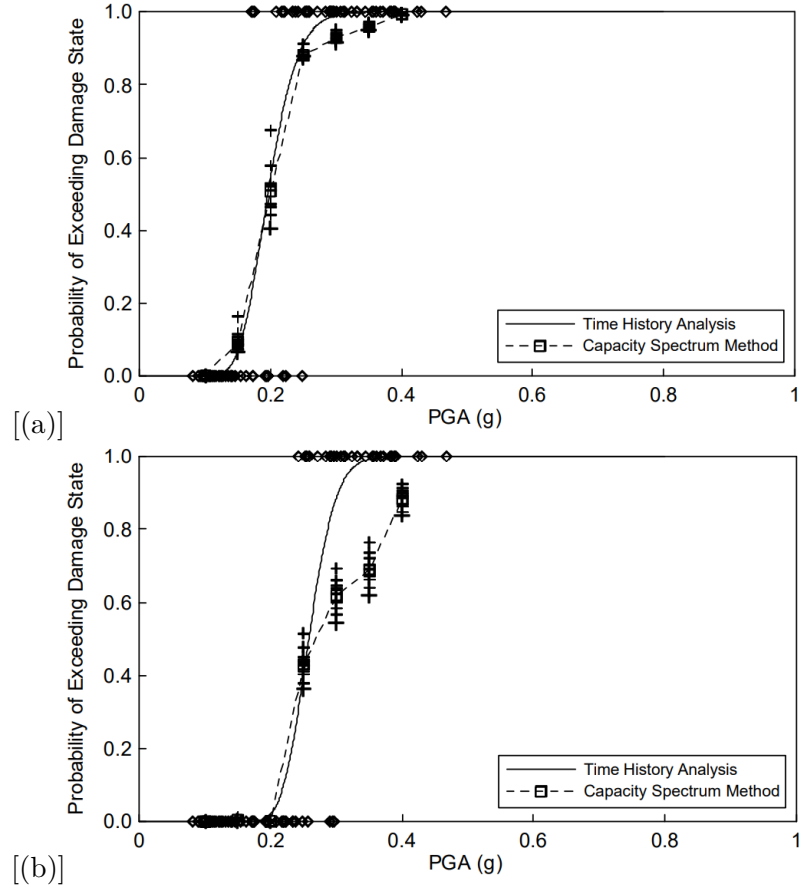 1.0
0.8
0.6
0.4
0.2
0.0
Probability of Exceeding Damage State
Time History Analysis
Capacity Spectrum Method
0 0.2 0.4 0.6 0.8 1
PGA (g)
[(a)]
1.0
0.8
0.6
0.4
0.2
0.0
Probability of Exceeding Damage State
Time History Analysis
Capacity Spectrum Method
0 0.2 0.4 0.6 0.8 1
PGA (g)
[(b)]